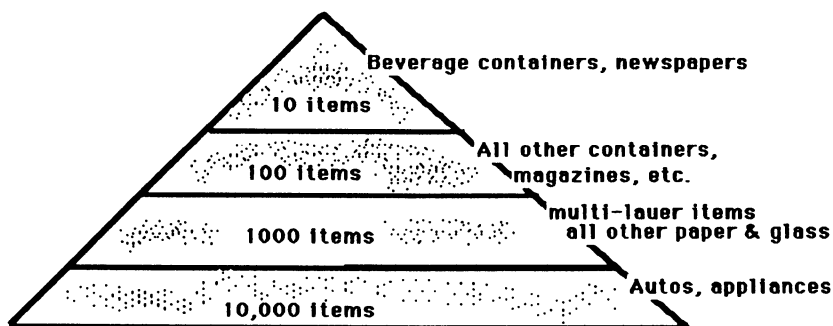 Beverage containers, newspapers
10 items
All other containers,
100 items
magazines, etc.
multi-lauer items
1000 items
all other paper & glass
Autos, appliances
10,000 items